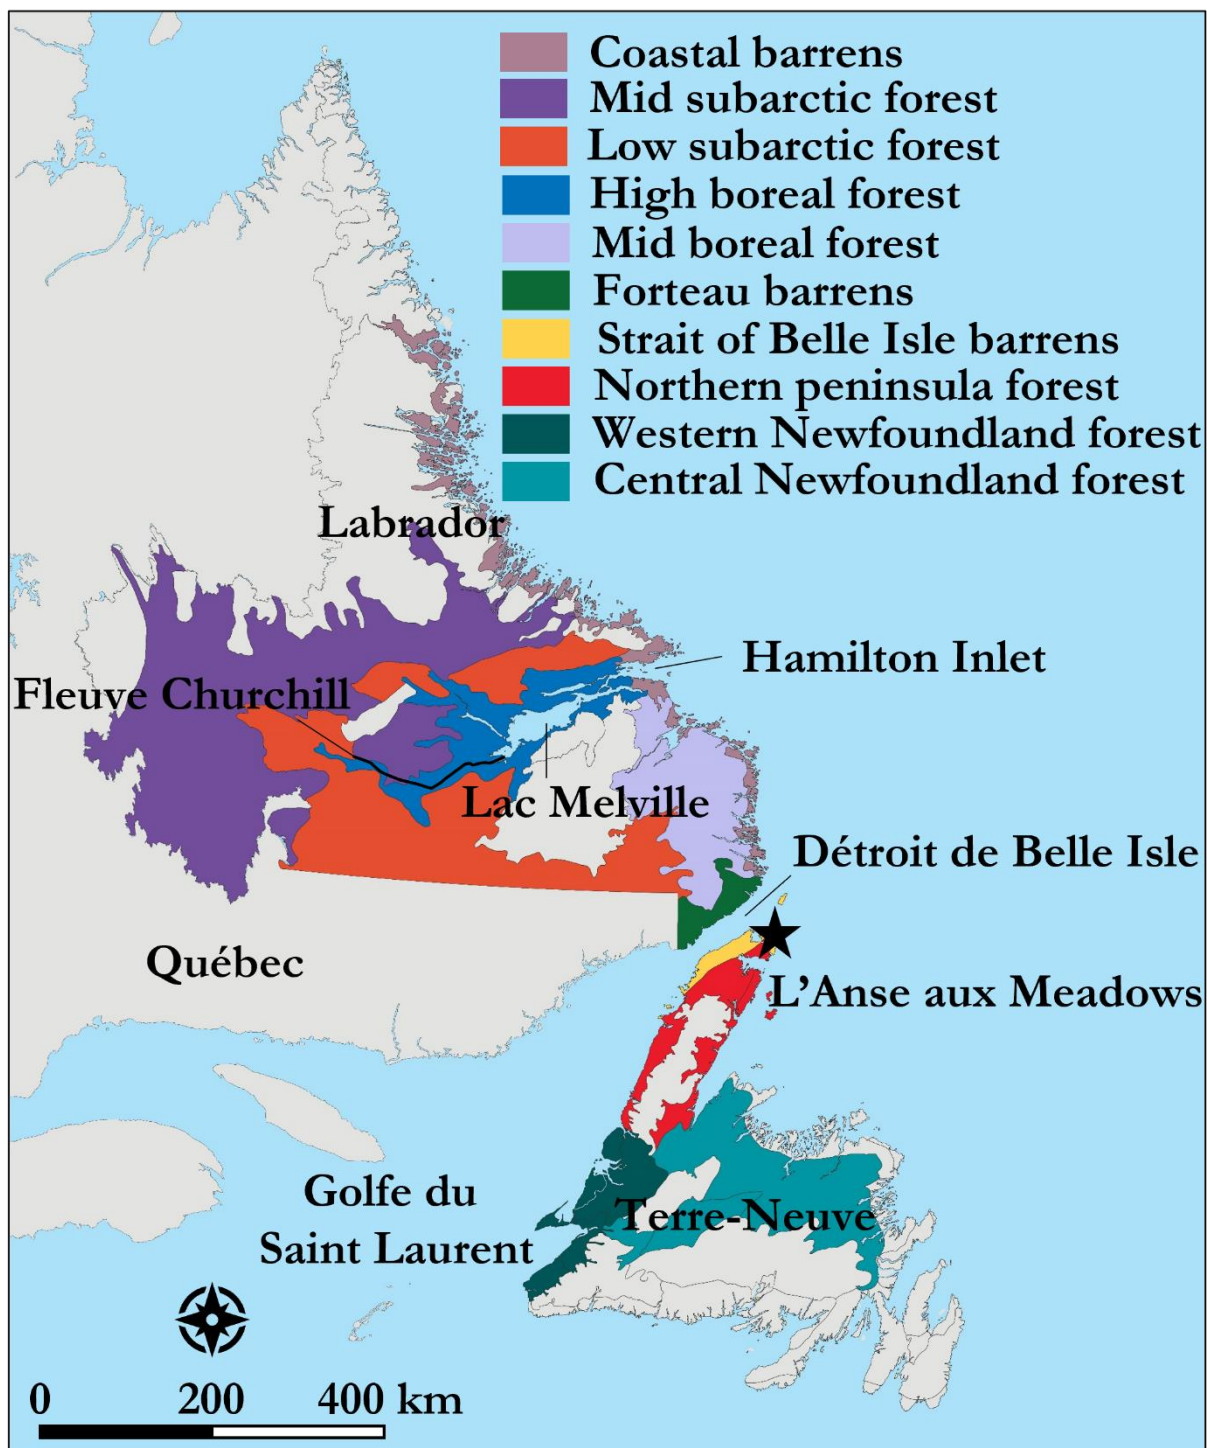 Coastal barrens
Mid subarctic forest
Low subarctic forest
High boreal forest
Mid boreal forest
Forteau barrens
Strait of Belle Isle barrens
Northern peninsula forest
Western Newfoundland forest
Central Newfoundland forest
Labrador
Hamilton Inlet
Fleuve Churchill
Lac Melville
Détroit de Belle Isle
Québec
L'Anse aux Meadows
Golfe du
Saint Laurent
Terre-Neuve
0 200 400 km